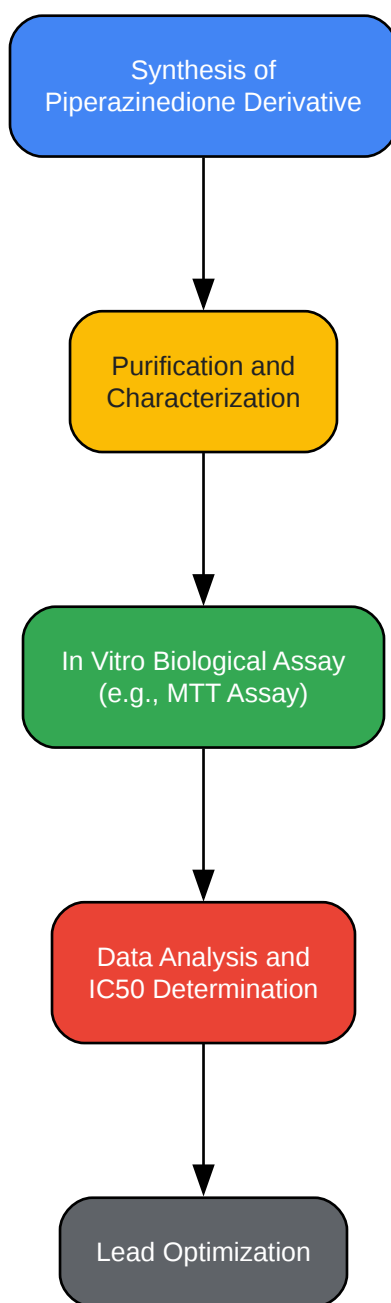 Synthesis of
Piperazinedione Derivative
Purification and
Characterization
In Vitro Biological Assay
(e.g., MTT Assay)
Data Analysis and
IC50 Determination
Lead Optimization